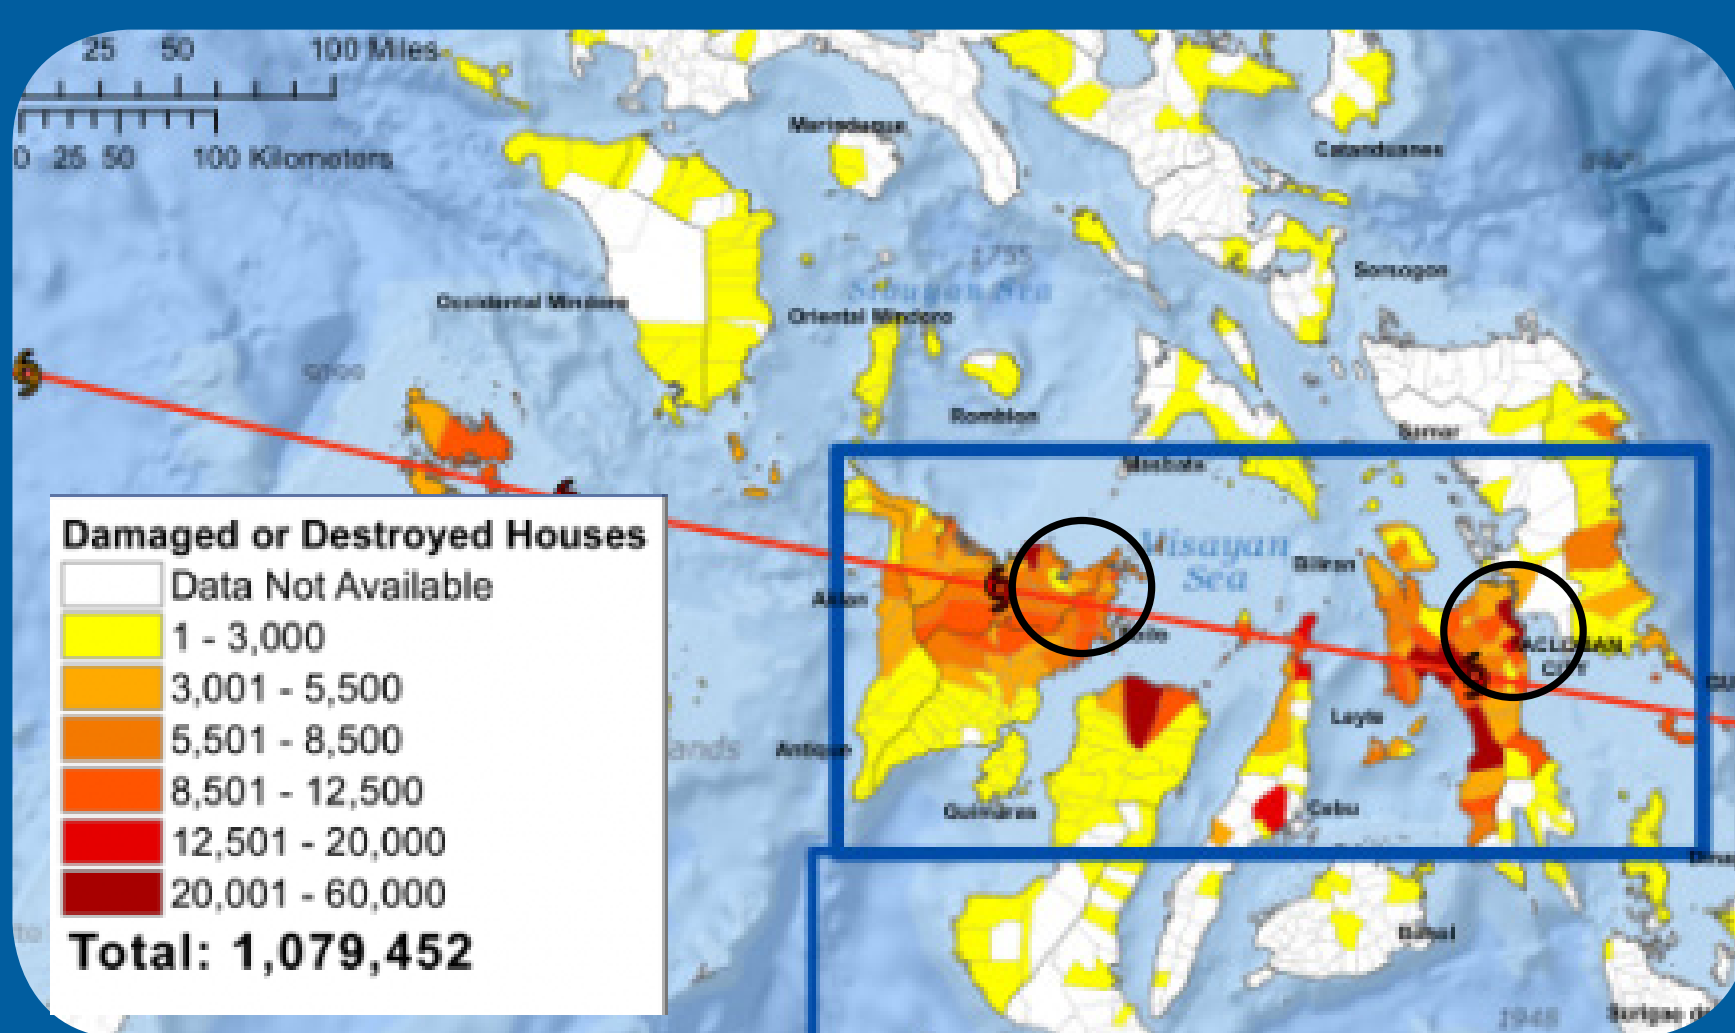 25 50 100 Miles
0 25 50 100 Kilometers
Marinduque
Catanduanes
Sorsogon
Occidental Mindoro
Sibuyan Sea
Oriental Mindoro
Romblon
Samar
Masbate
Damaged or Destroyed Houses
Data Not Available
1 - 3,000
3,001 - 5,500
5,501 - 8,500
8,501 - 12,500
12,501 - 20,000
20,001 - 60,000
Total: 1,079,452
Visayan
Sea
Biliran
Aklan
Iloilo
TACLOBAN
CITY
Leyte
Antique
Guimaras
Cebu
Bohol